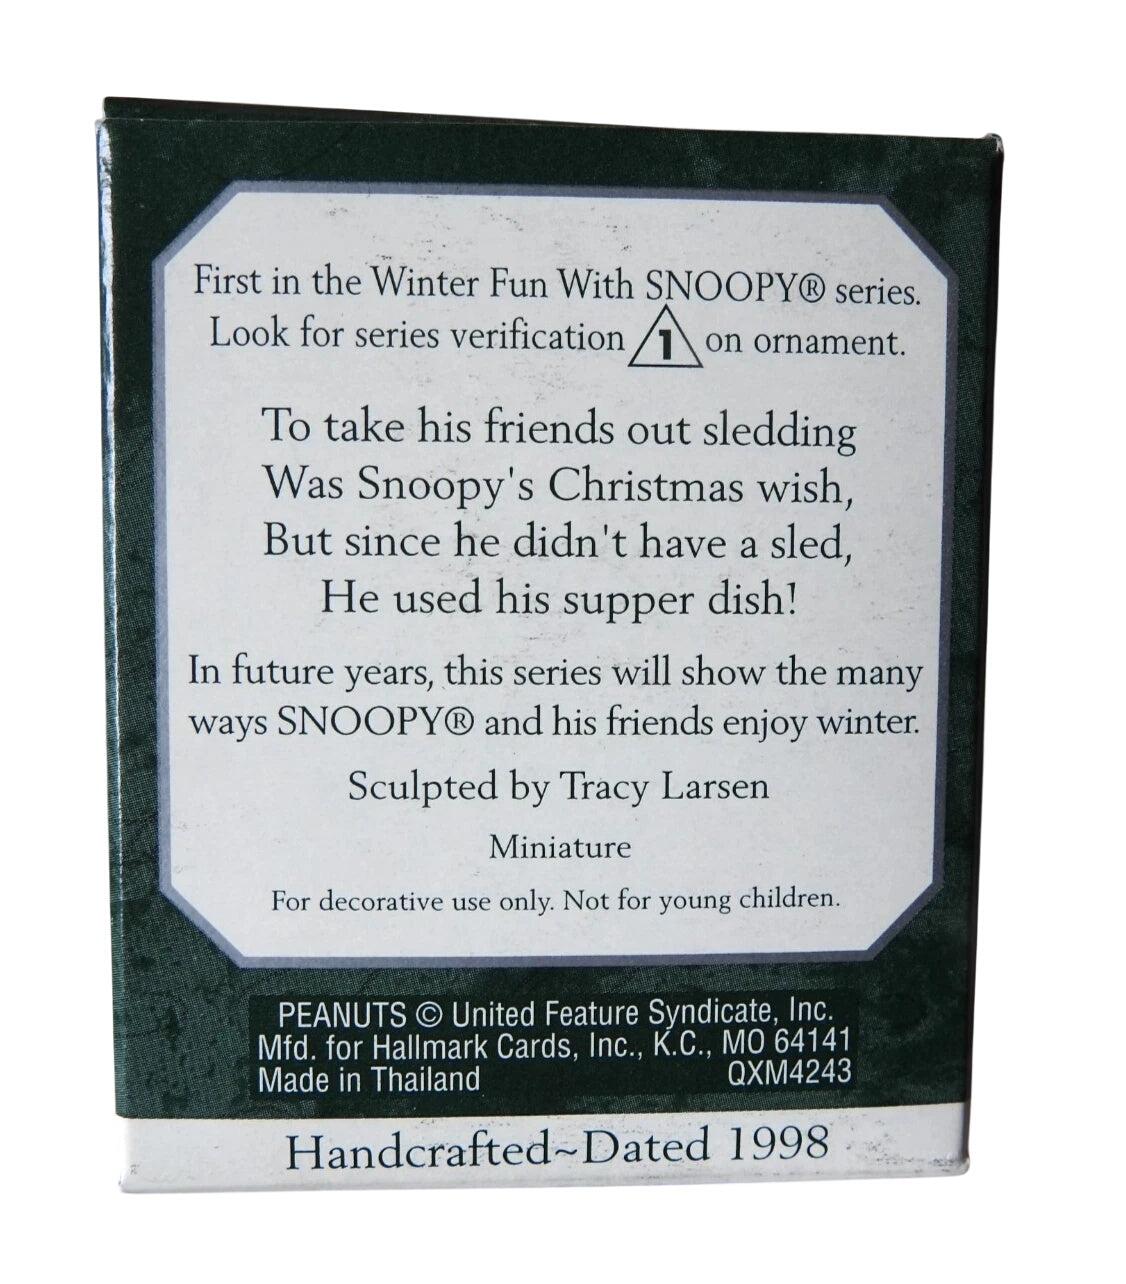 First in the Winter Fun With SNOOPY® series.
Look for series verification 1 on ornament.
To take his friends out sledding
Was Snoopy's Christmas wish,
But since he didn't have a sled,
He used his supper dish!
In future years, this series will show the many
ways SNOOPY® and his friends enjoy winter.
Sculpted by Tracy Larsen
Miniature
For decorative use only. Not for young children.
PEANUTS © United Feature Syndicate, Inc.
Mfd. for Hallmark Cards, Inc., K.C., MO 64141
Made in Thailand QXM4243
Handcrafted~Dated 1998